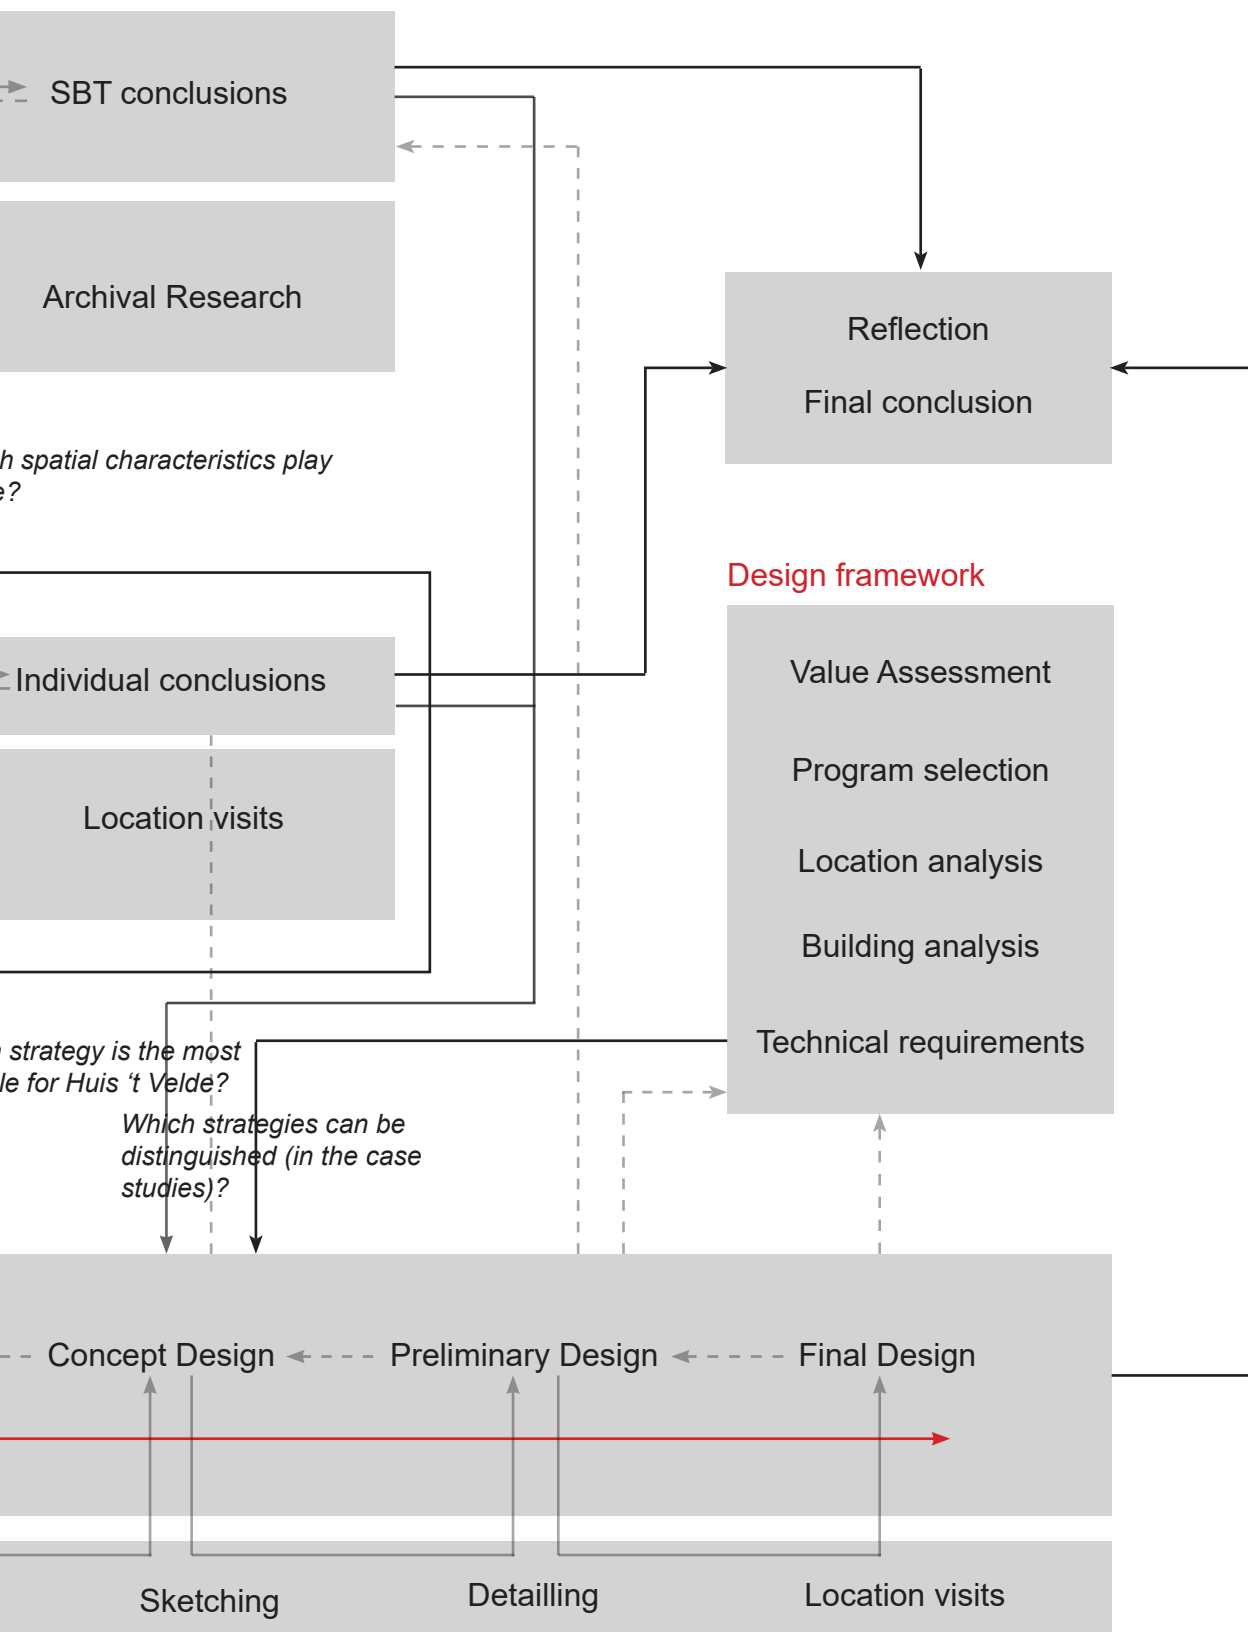 SBT conclusions
Archival Research
Reflection
Final conclusion
spatial characteristics play
Design framework
Individual conclusions
Value Assessment
Program selection
Location visits
Location analysis
Building analysis
Technical requirements
strategy is the most
for Huis ‘t Velde?
Which strategies can be
distinguished (in the case
studies)?
Concept Design
Preliminary Design
Final Design
Sketching
Detailling
Location visits